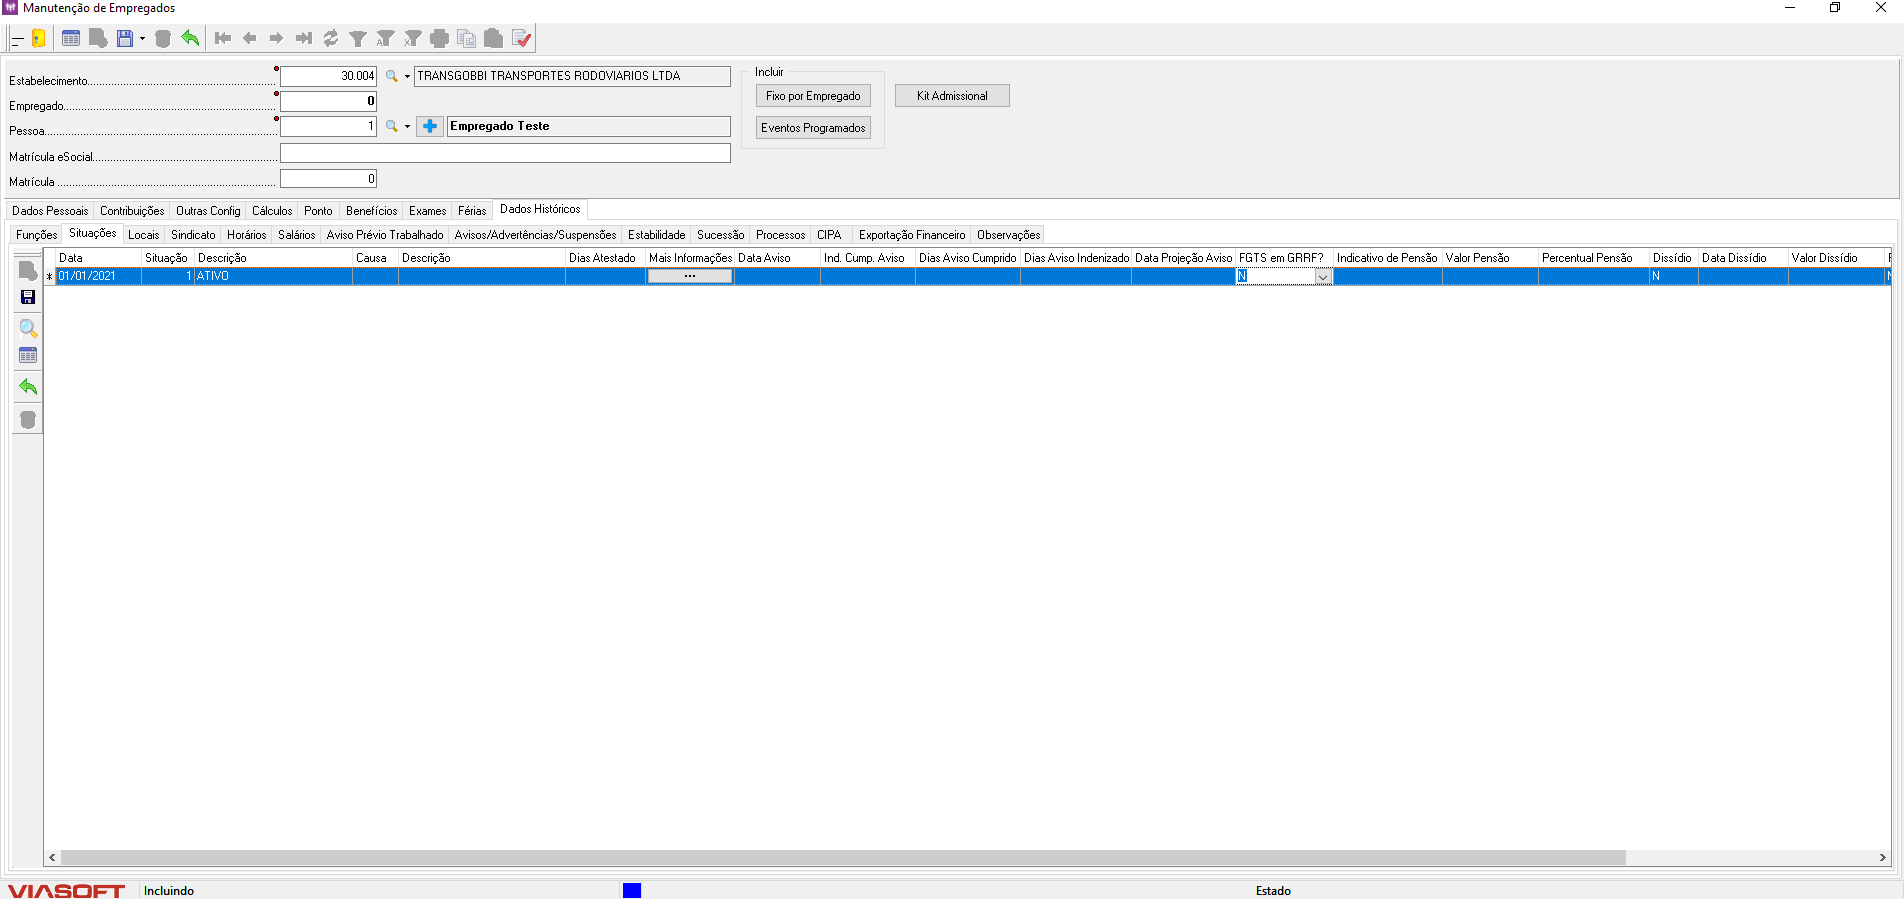 Manutenção de Empregados
Estabelecimento 30.004 TRANSGOBBI TRANSPORTES RODOVIARIOS LTDA
Empregado 0
Pessoa 1 Empregado Teste
Matrícula eSocial
Matrícula 0
Incluir
Fixo por Empregado
Eventos Programados
Kit Admissional
Dados Pessoais Contribuições Outras Config Cálculos Ponto Benefícios Exames Férias Dados Históricos
Funções Situações Locais Sindicato Horários Salários Aviso Prévio Trabalhado Avisos/Advertências/Suspensões Estabilidade Sucessão Processos CIPA Exportação Financeiro Observações
Data Situação Descrição Causa Descrição Dias Atestado Mais Informações Data Aviso Ind. Cump. Aviso Dias Aviso Cumprido Dias Aviso Indenizado Data Projeção Aviso FGTS em GRRF? Indicativo de Pensão Valor Pensão Percentual Pensão Dissídio Data Dissídio Valor Dissídio
01/01/2021 1 ATIVO ... N N
VIASOFT Incluindo Estado